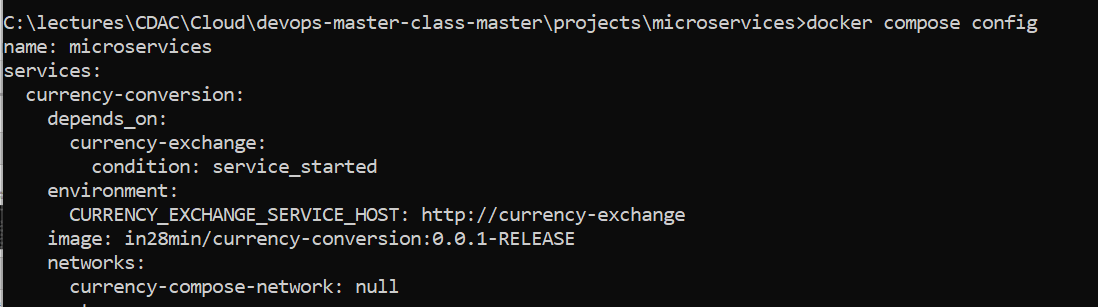 C:\lectures\CDAC\Cloud\devops-master-class-master\projects\microservices>docker compose config
name: microservices
services:
  currency-conversion:
    depends_on:
      currency-exchange:
        condition: service_started
    environment:
      CURRENCY_EXCHANGE_SERVICE_HOST: http://currency-exchange
    image: in28min/currency-conversion:0.0.1-RELEASE
    networks:
      currency-compose-network: null